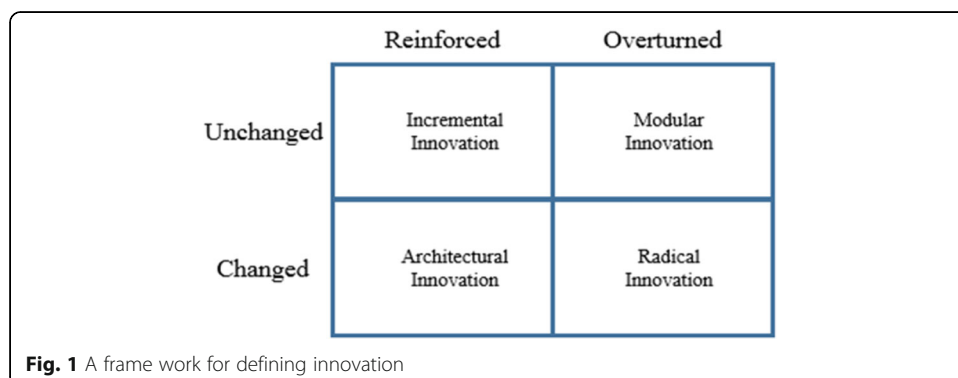 Reinforced Overturned
Unchanged
Incremental
Innovation
Modular
Innovation
Changed
Architectural
Innovation
Radical
Innovation
Fig. 1 A frame work for defining innovation